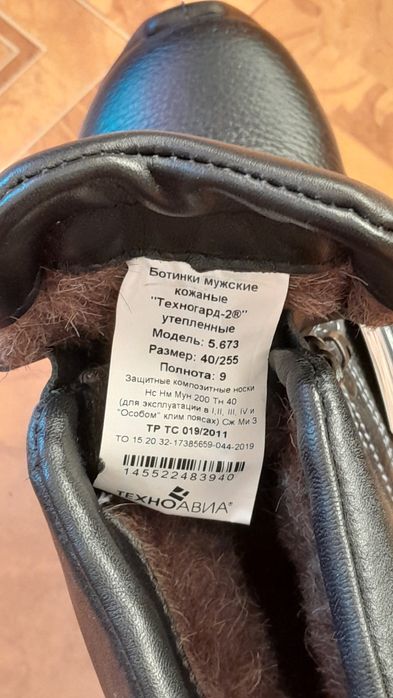 Ботинки мужские
кожаные
"Техногард-2®"
утепленные
Модель: 5.673
Размер: 40/255
Полнота: 9
Защитные композитные носки
Нс Нм Мун 200 Тн 40
(для эксплуатации в I,II, III, IV и
"Особом" клим поясах) Сж Ми З
ТР ТС 019/2011
ТО 15.20.32-17385659-044-2019
145522483940
ТЕХНОАВИА®